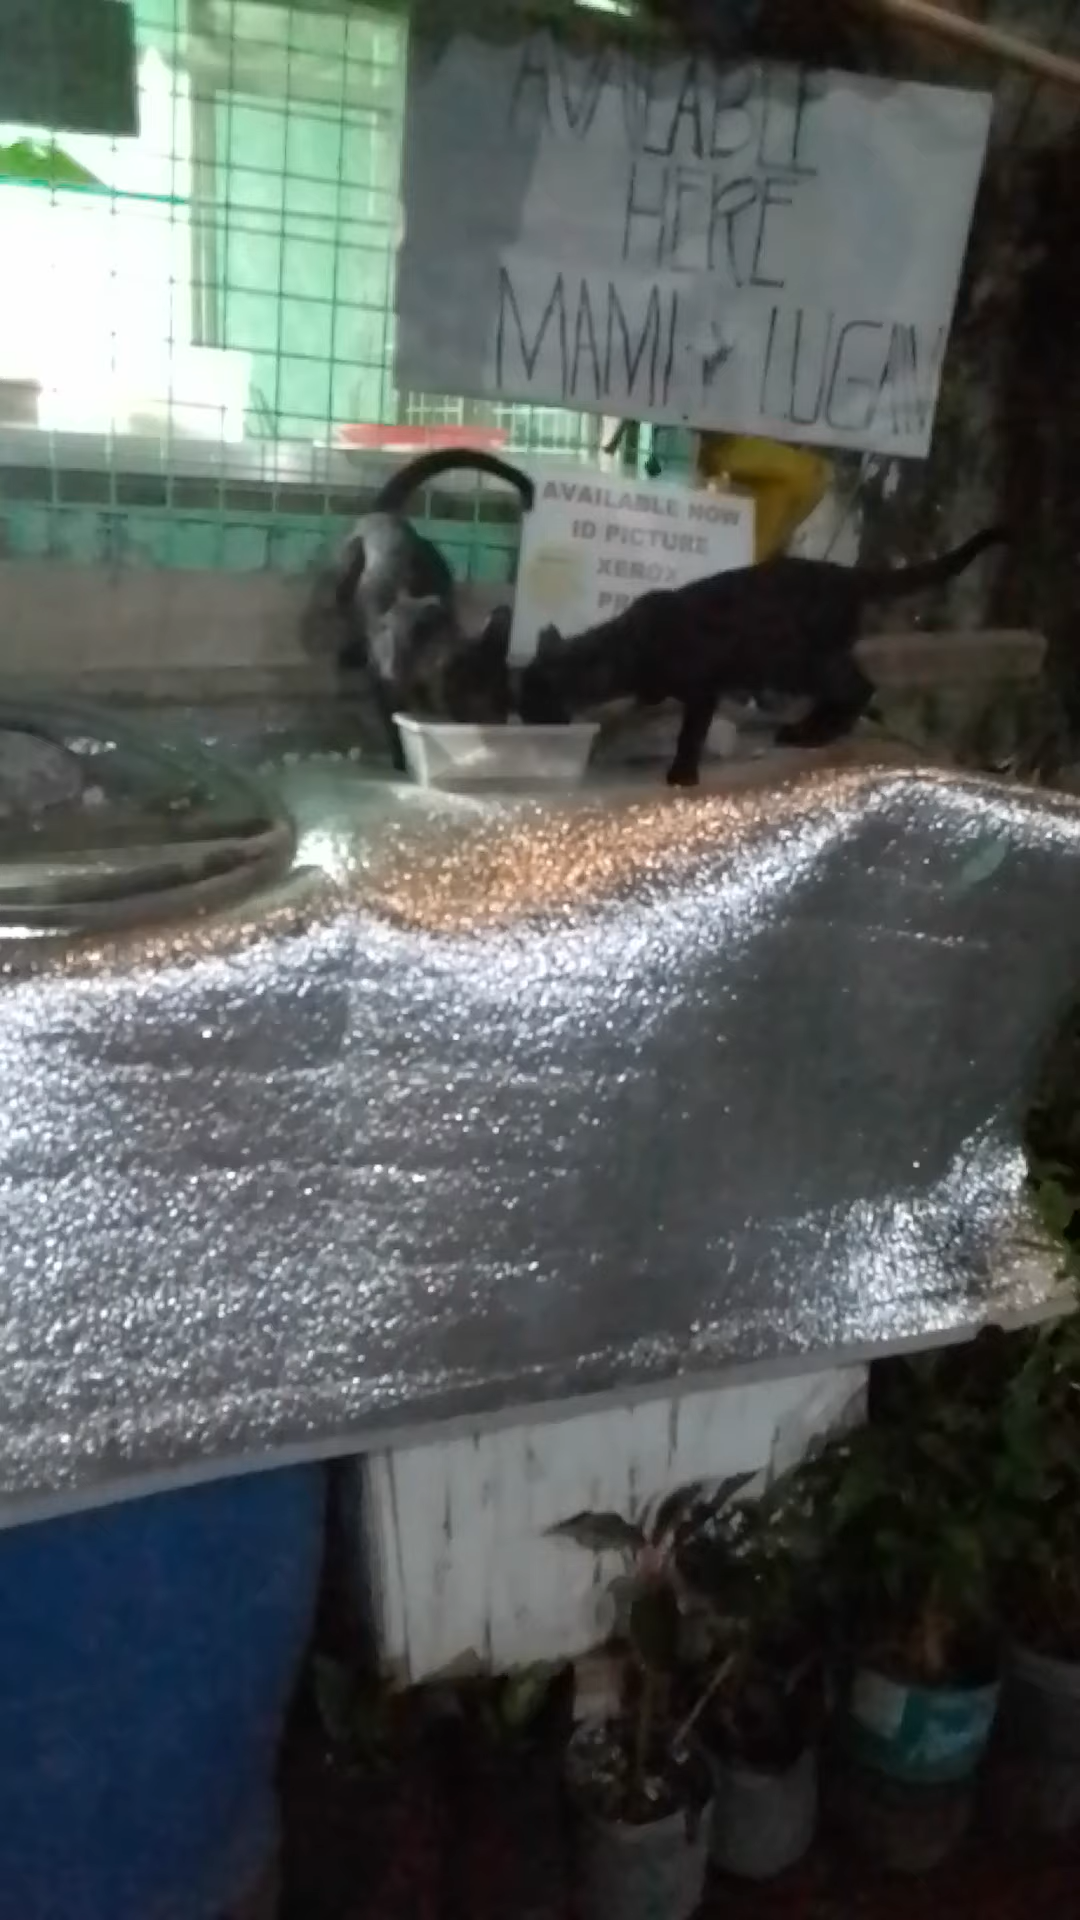 AVAILABLE
HERE
MAMI & LUGAW
AVAILABLE NOW
ID PICTURE
XEROX